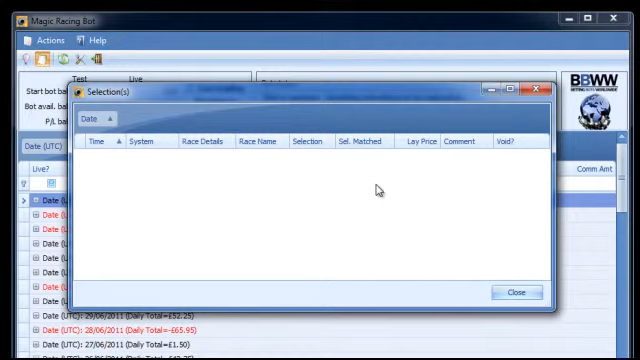 Magic Racing Bot
Actions Help
Test Live
Start bot bal
Bot avail. bal
P/L b
BBWW
BETTING BOTS WORLDWIDE
Selection(s)
Date
Time System Race Details Race Name Selection Sel. Matched Lay Price Comment Void?
Close
Date (UTC)
Live? Comm Amt
Date (U
Date (U
Date (U
Date (U
Date (U
Date (U
Date (U
Date (U
Date (UTC): 29/06/2011 (Daily Total=£52.25)
Date (UTC): 28/06/2011 (Daily Total=-£65.95)
Date (UTC): 27/06/2011 (Daily Total=£1.50)